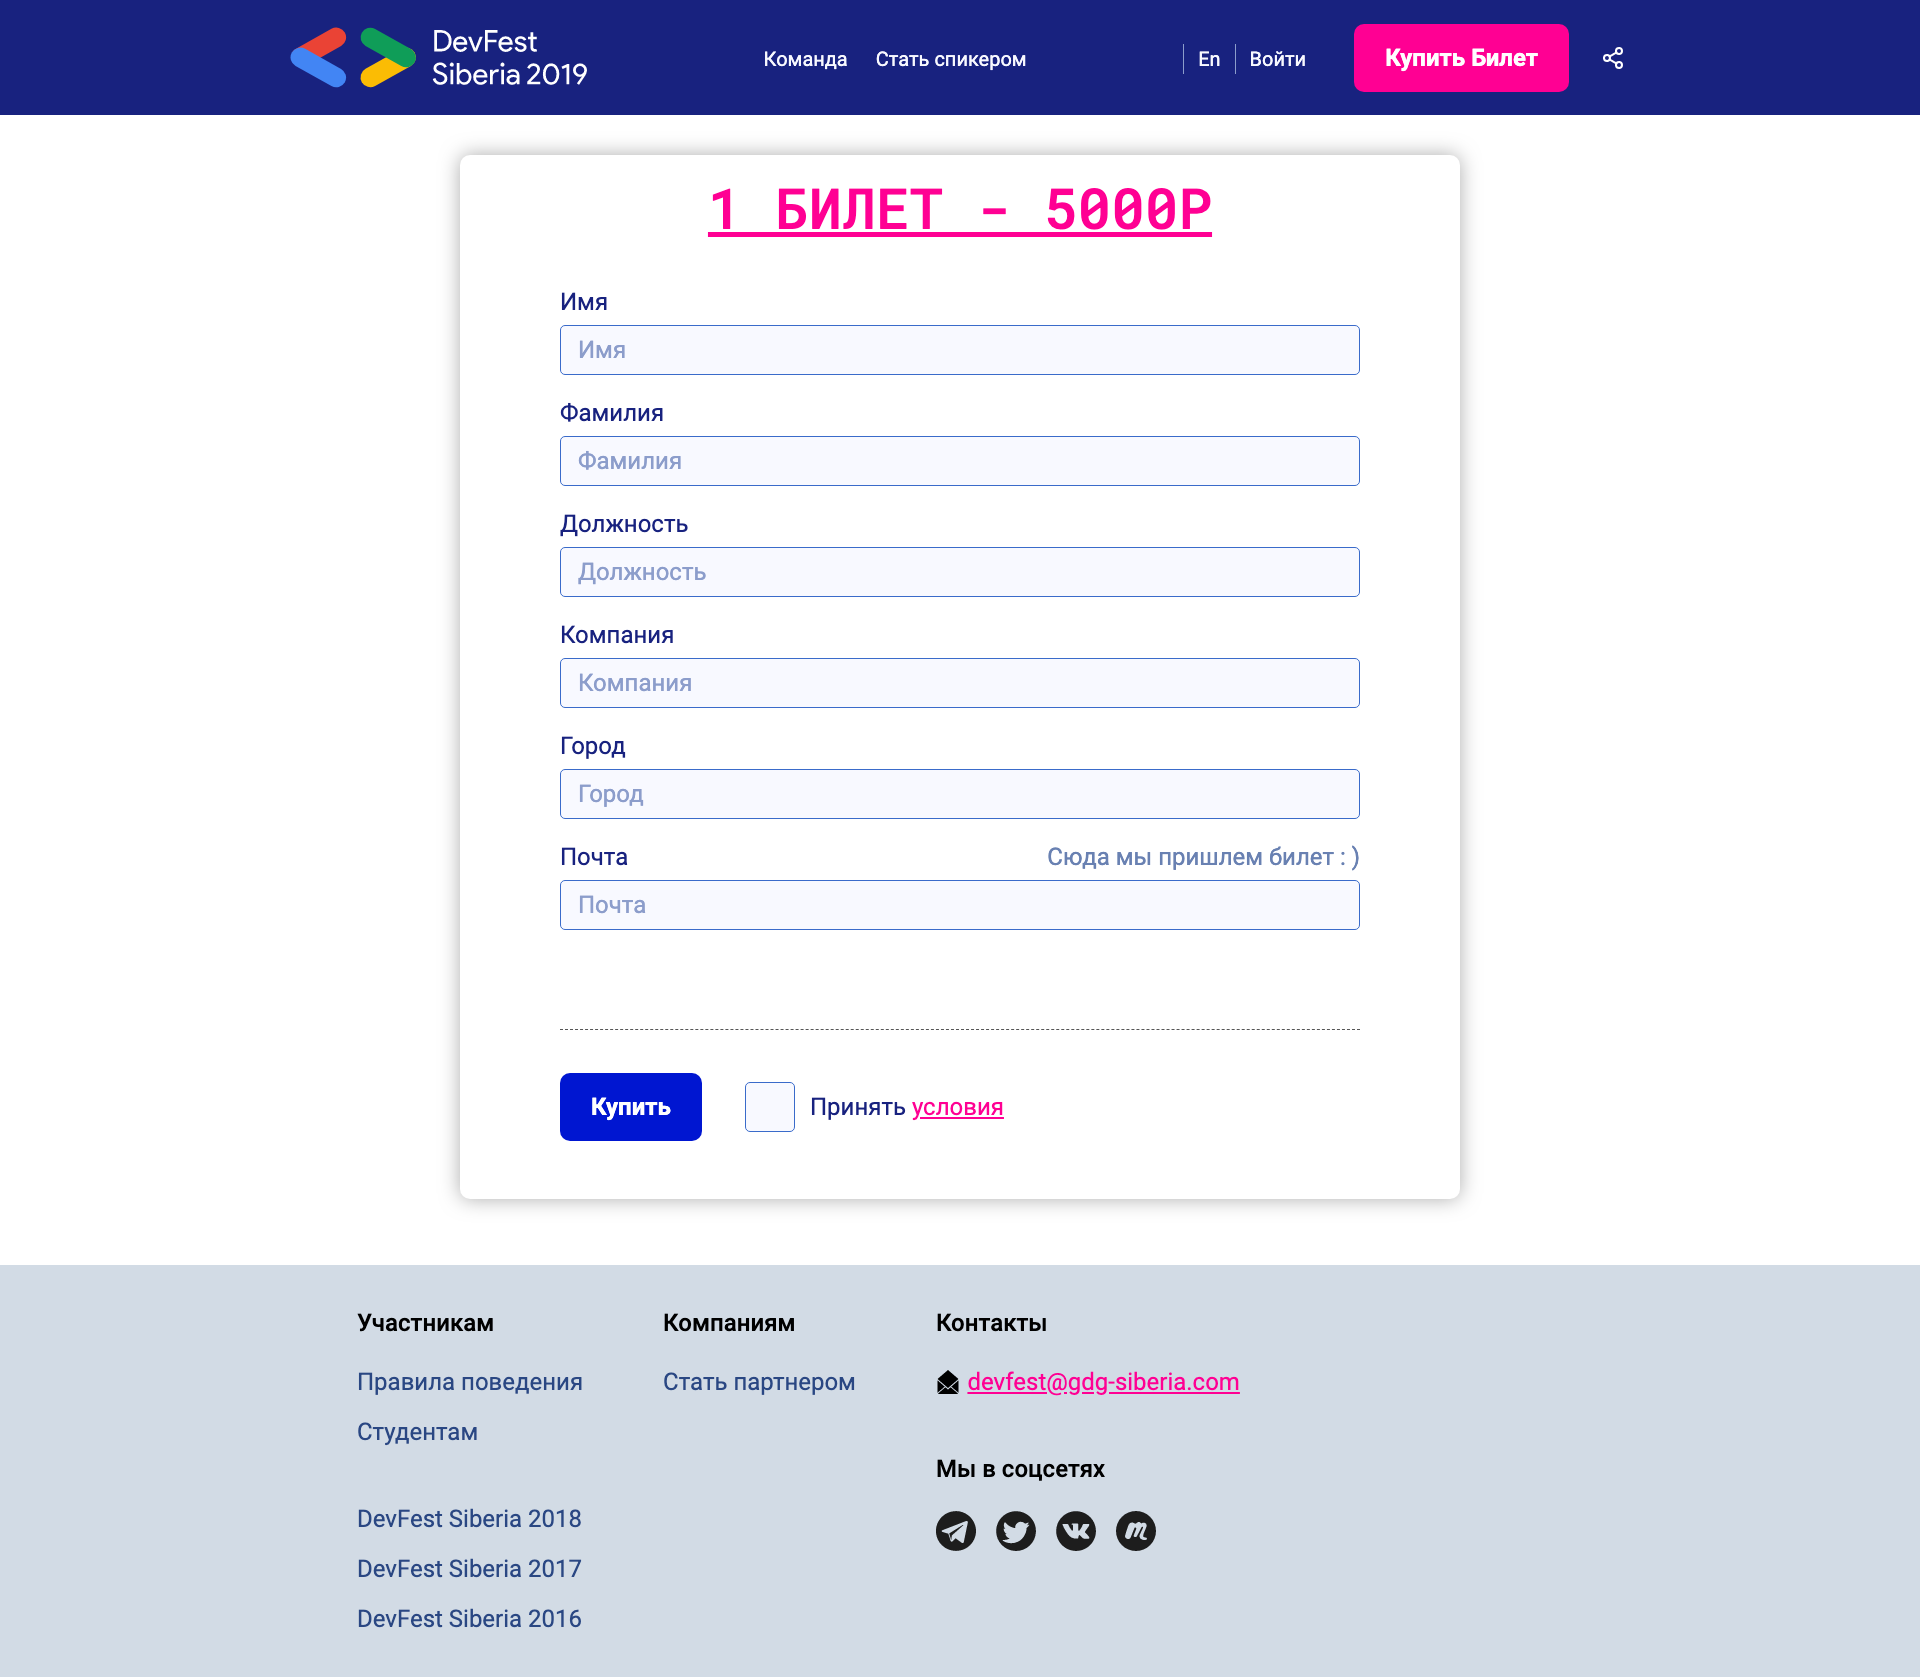 DevFest
Siberia 2019
Команда
Стать спикером
En
Войти
Купить Билет
1 БИЛЕТ - 5000Р
Имя
Имя
Фамилия
Фамилия
Должность
Должность
Компания
Компания
Город
Город
Почта
Сюда мы пришлем билет : )
Почта
Купить
Принять условия
Участникам
Правила поведения
Студентам
DevFest Siberia 2018
DevFest Siberia 2017
DevFest Siberia 2016
Компаниям
Стать партнером
Контакты
devfest@gdg-siberia.com
Мы в соцсетях